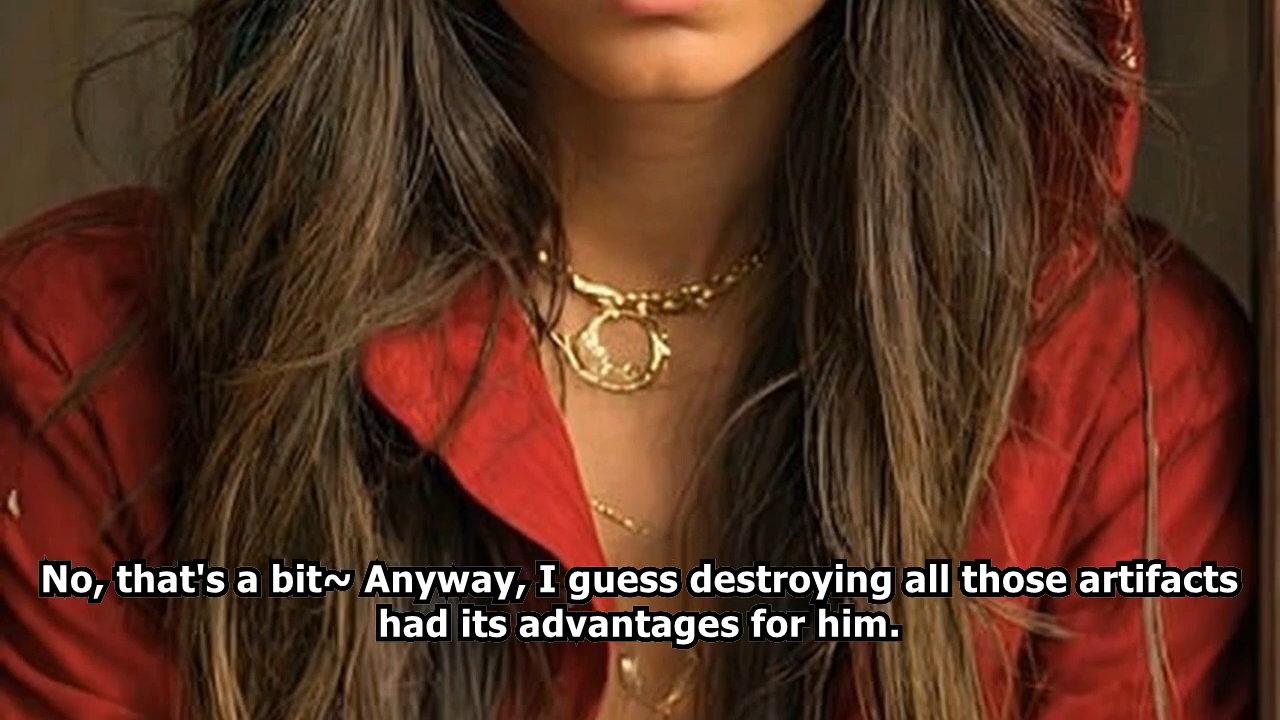 No, that's a bit~ Anyway, I guess destroying all those artifacts
had its advantages for him.